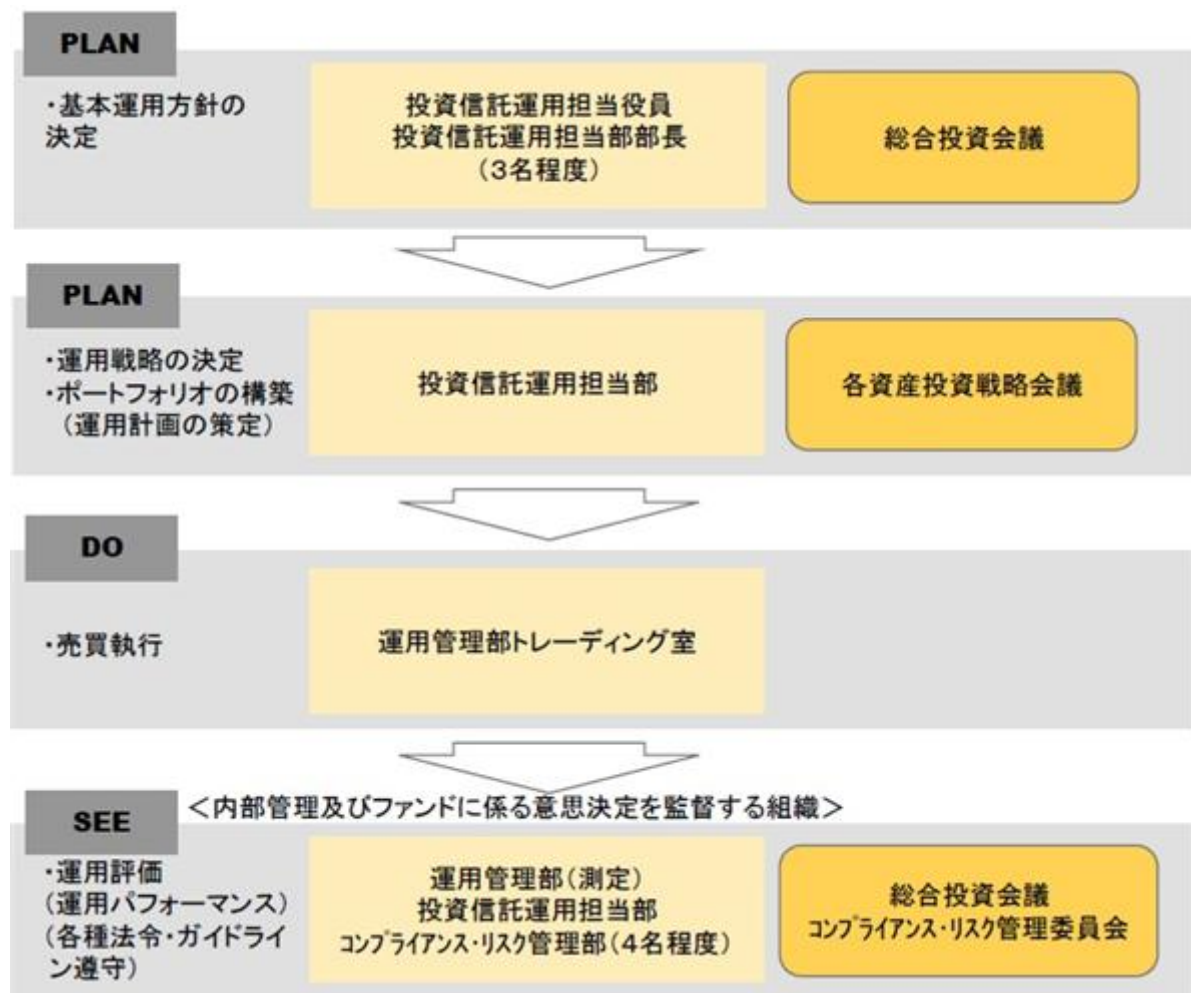 PLAN
・基本運用方針の
決定
投資信託運用担当役員
投資信託運用担当部部長
（3名程度）
総合投資会議
PLAN
・運用戦略の決定
・ポートフォリオの構築
（運用計画の策定）
投資信託運用担当部
各資産投資戦略会議
DO
・売買執行
運用管理部トレーディング室
SEE
＜内部管理及びファンドに係る意思決定を監督する組織＞
・運用評価
（運用パフォーマンス）
（各種法令・ガイドライ
ン遵守）
運用管理部（測定）
投資信託運用担当部
ｺﾝﾌﾟﾗｲｱﾝｽ・ﾘｽｸ管理部（4名程度）
総合投資会議
ｺﾝﾌﾟﾗｲｱﾝｽ・ﾘｽｸ管理委員会